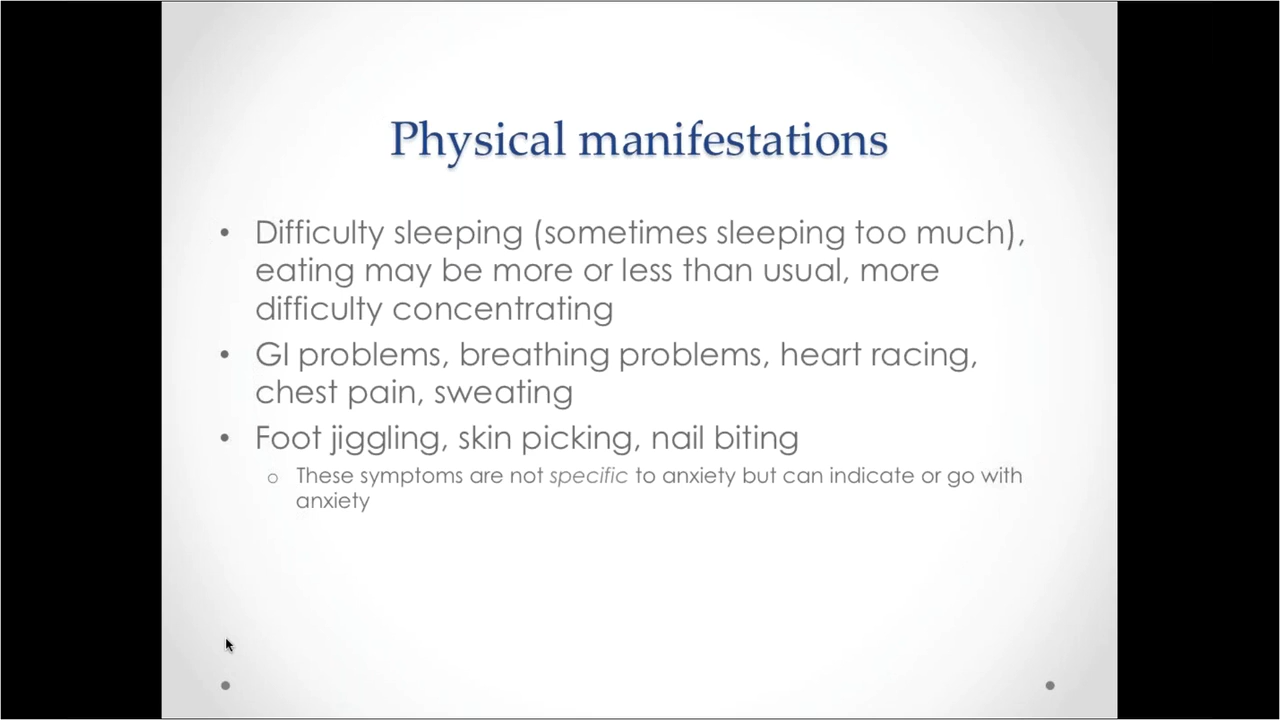 Physical manifestations
• Difficulty sleeping (sometimes sleeping too much),
eating may be more or less than usual, more
difficulty concentrating
• GI problems, breathing problems, heart racing,
chest pain, sweating
• Foot jiggling, skin picking, nail biting
o These symptoms are not specific to anxiety but can indicate or go with
anxiety